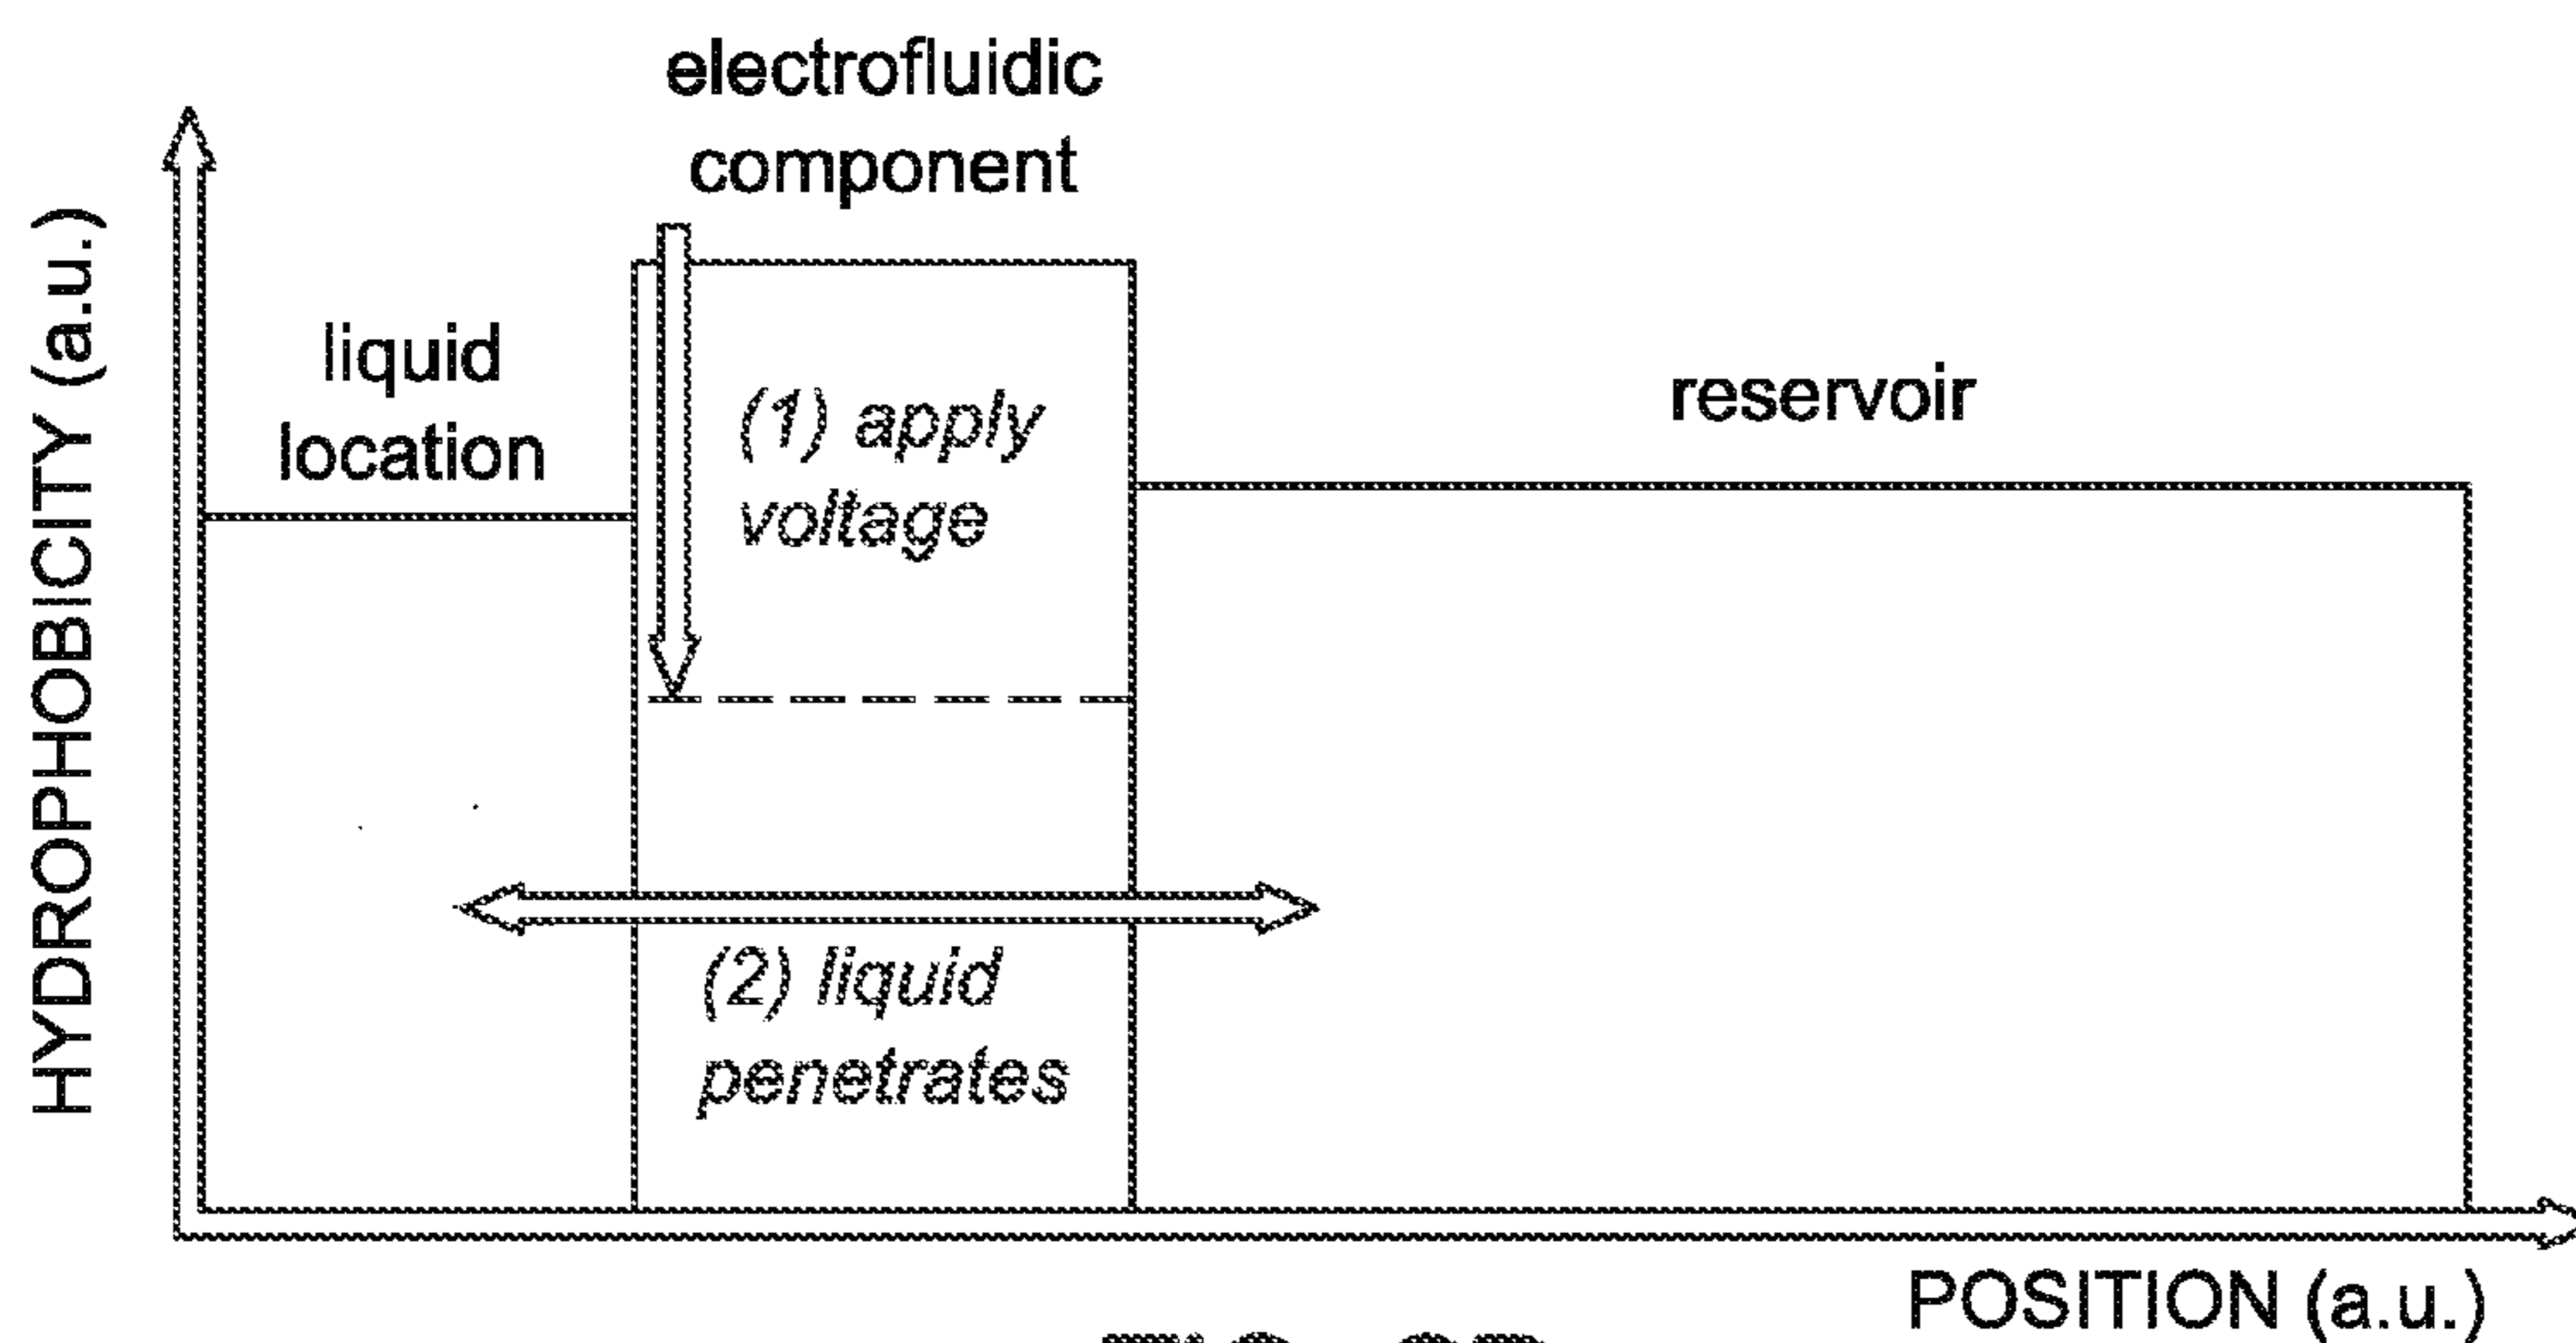 electrofluidic
component
HYDROPHOBICITY (a.u.)
liquid
location
(1) apply
voltage
reservoir
(2) liquid
penetrates
POSITION (a.u.)